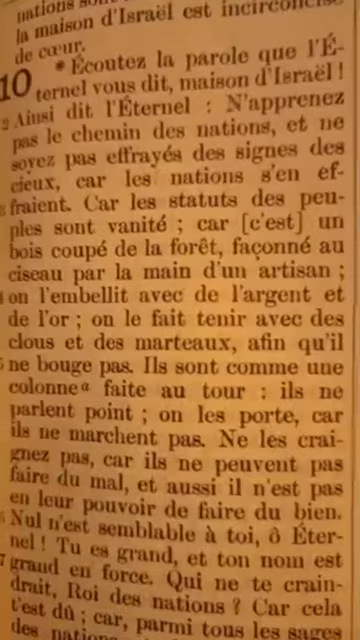 nations
la maison d'Israël est incirconcise
de cœur.
10 * Écoutez la parole que l'É-
ternel vous dit, maison d'Israël !
2 Ainsi dit l'Éternel : N'apprenez
pas le chemin des nations, et ne
soyez pas effrayés des signes des
cieux, car les nations s'en ef-
3 fraient. Car les statuts des peu-
ples sont vanité ; car [c'est] un
bois coupé de la forêt, façonné au
ciseau par la main d'un artisan ;
4 on l'embellit avec de l'argent et
de l'or ; on le fait tenir avec des
clous et des marteaux, afin qu'il
5 ne bouge pas. Ils sont comme une
colonne a faite au tour : ils ne
parlent point ; on les porte, car
ils ne marchent pas. Ne les crai-
gnez pas, car ils ne peuvent pas
faire du mal, et aussi il n'est pas
en leur pouvoir de faire du bien.
6 Nul n'est semblable à toi, ô Éter-
nel ! Tu es grand, et ton nom est
7 grand en force. Qui ne te crain-
drait, Roi des nations ? Car cela
t'est dû ; car, parmi tous les sages
des nations